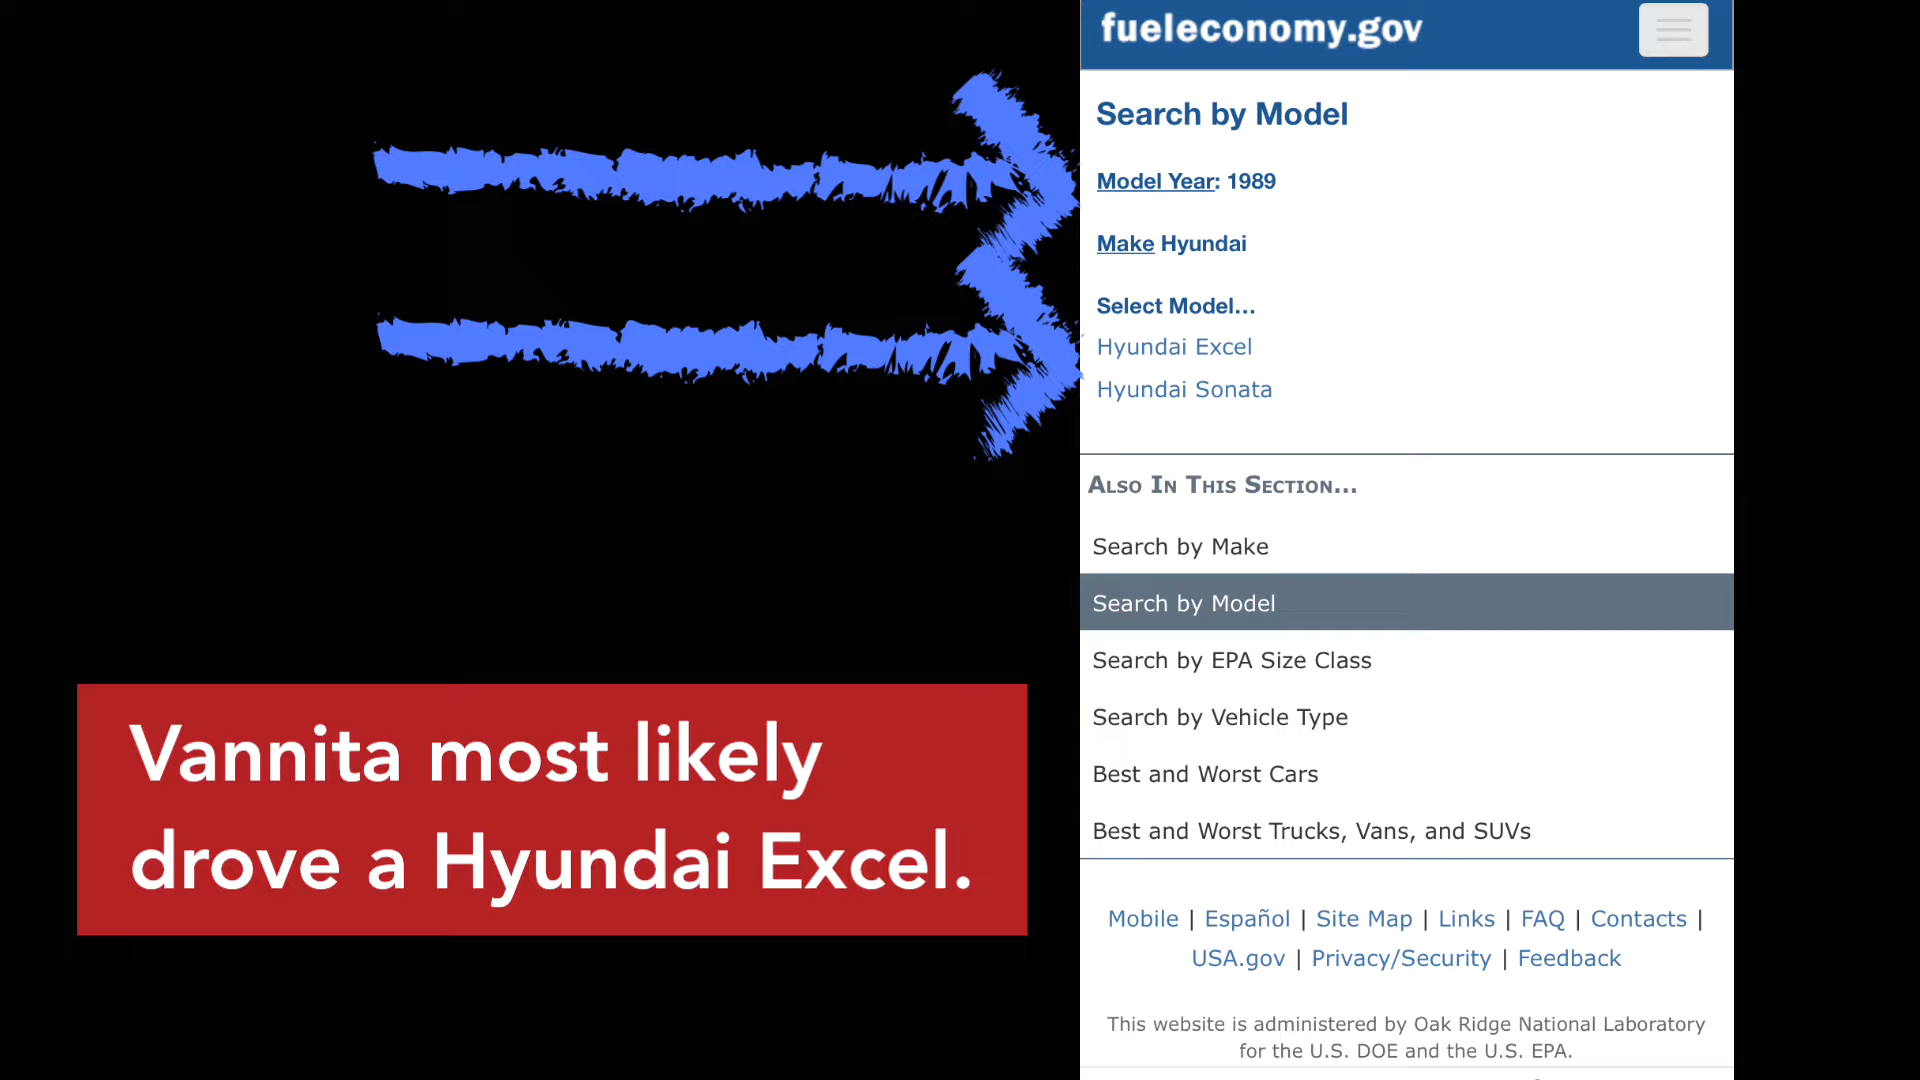 fueleconomy.gov
Search by Model
Model Year: 1989
Make Hyundai
Select Model...
Hyundai Excel
Hyundai Sonata
Also In This Section...
Search by Make
Search by Model
Search by EPA Size Class
Search by Vehicle Type
Best and Worst Cars
Best and Worst Trucks, Vans, and SUVs
Mobile | Español | Site Map | Links | FAQ | Contacts |
USA.gov | Privacy/Security | Feedback
This website is administered by Oak Ridge National Laboratory
for the U.S. DOE and the U.S. EPA.
Vannita most likely
drove a Hyundai Excel.